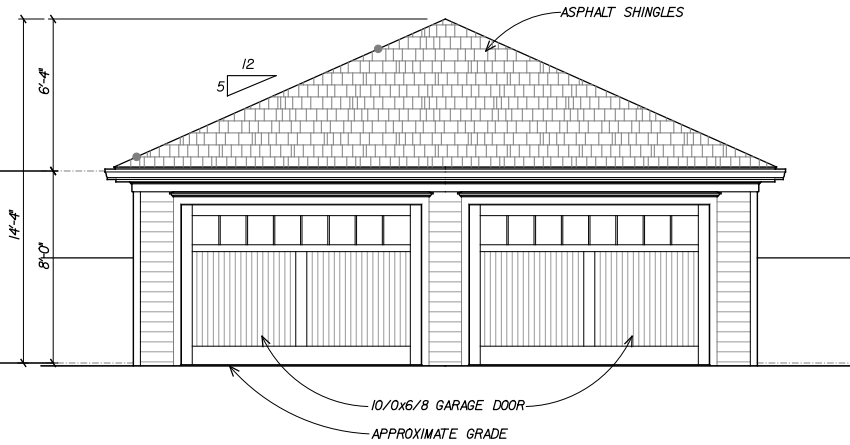 ASPHALT SHINGLES
12
5
6'-4"
14'-4"
8'-0"
10/0x6/8 GARAGE DOOR
APPROXIMATE GRADE